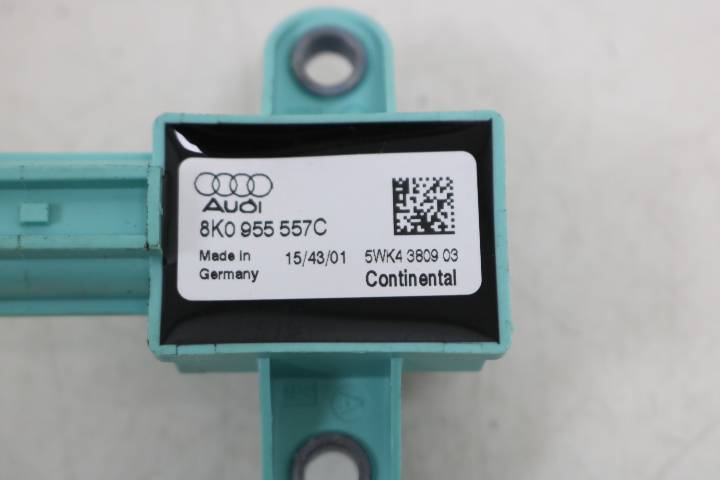 Audi
8K0 955 557C
Made in
Germany
15/43/01
5WK4 3809 03
Continental